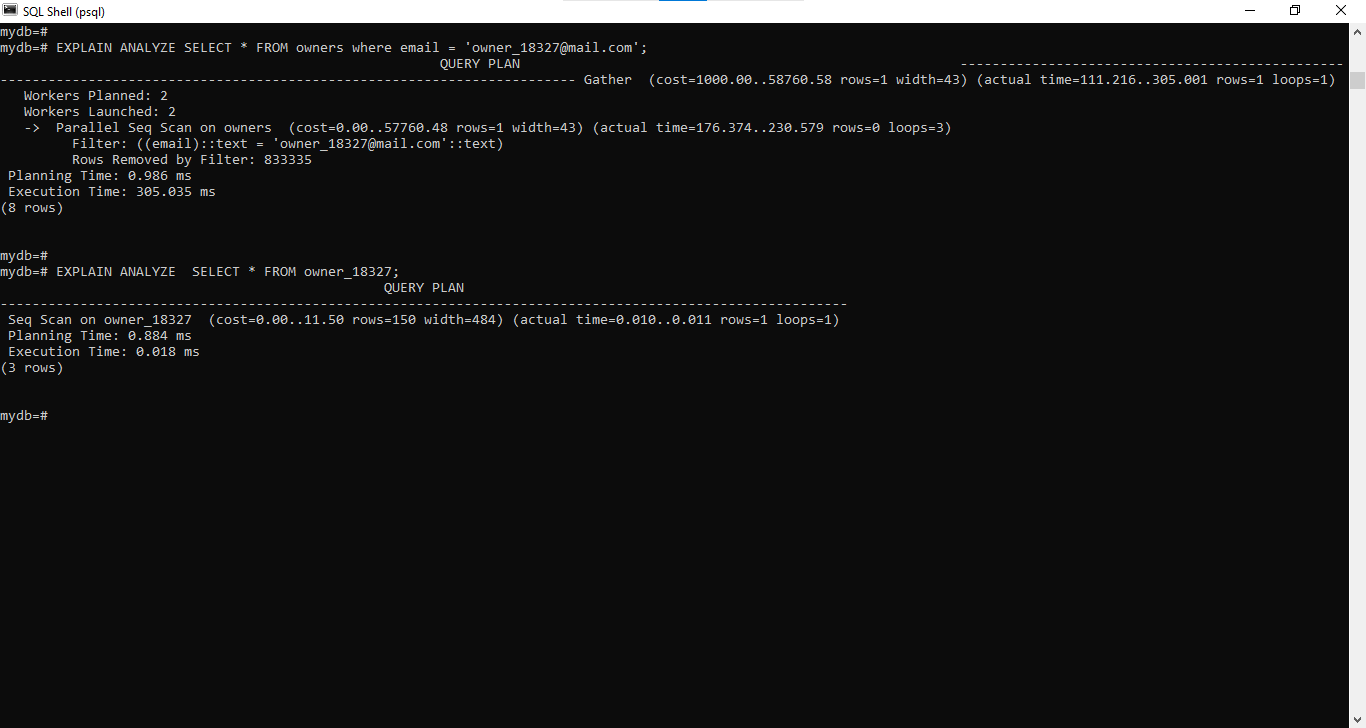 SQL Shell (psql)
mydb=#
mydb=# EXPLAIN ANALYZE SELECT * FROM owners where email = 'owner_18327@mail.com';
QUERY PLAN ------------------------------------------------
------------------------------------------------------------------------ Gather  (cost=1000.00..58760.58 rows=1 width=43) (actual time=111.216..305.001 rows=1 loops=1)
   Workers Planned: 2
   Workers Launched: 2
   ->  Parallel Seq Scan on owners  (cost=0.00..57760.48 rows=1 width=43) (actual time=176.374..230.579 rows=0 loops=3)
         Filter: ((email)::text = 'owner_18327@mail.com'::text)
         Rows Removed by Filter: 833335
 Planning Time: 0.986 ms
 Execution Time: 305.035 ms
(8 rows)
mydb=#
mydb=# EXPLAIN ANALYZE  SELECT * FROM owner_18327;
QUERY PLAN
----------------------------------------------------------------------------------------------------------
 Seq Scan on owner_18327  (cost=0.00..11.50 rows=150 width=484) (actual time=0.010..0.011 rows=1 loops=1)
 Planning Time: 0.884 ms
 Execution Time: 0.018 ms
(3 rows)
mydb=#